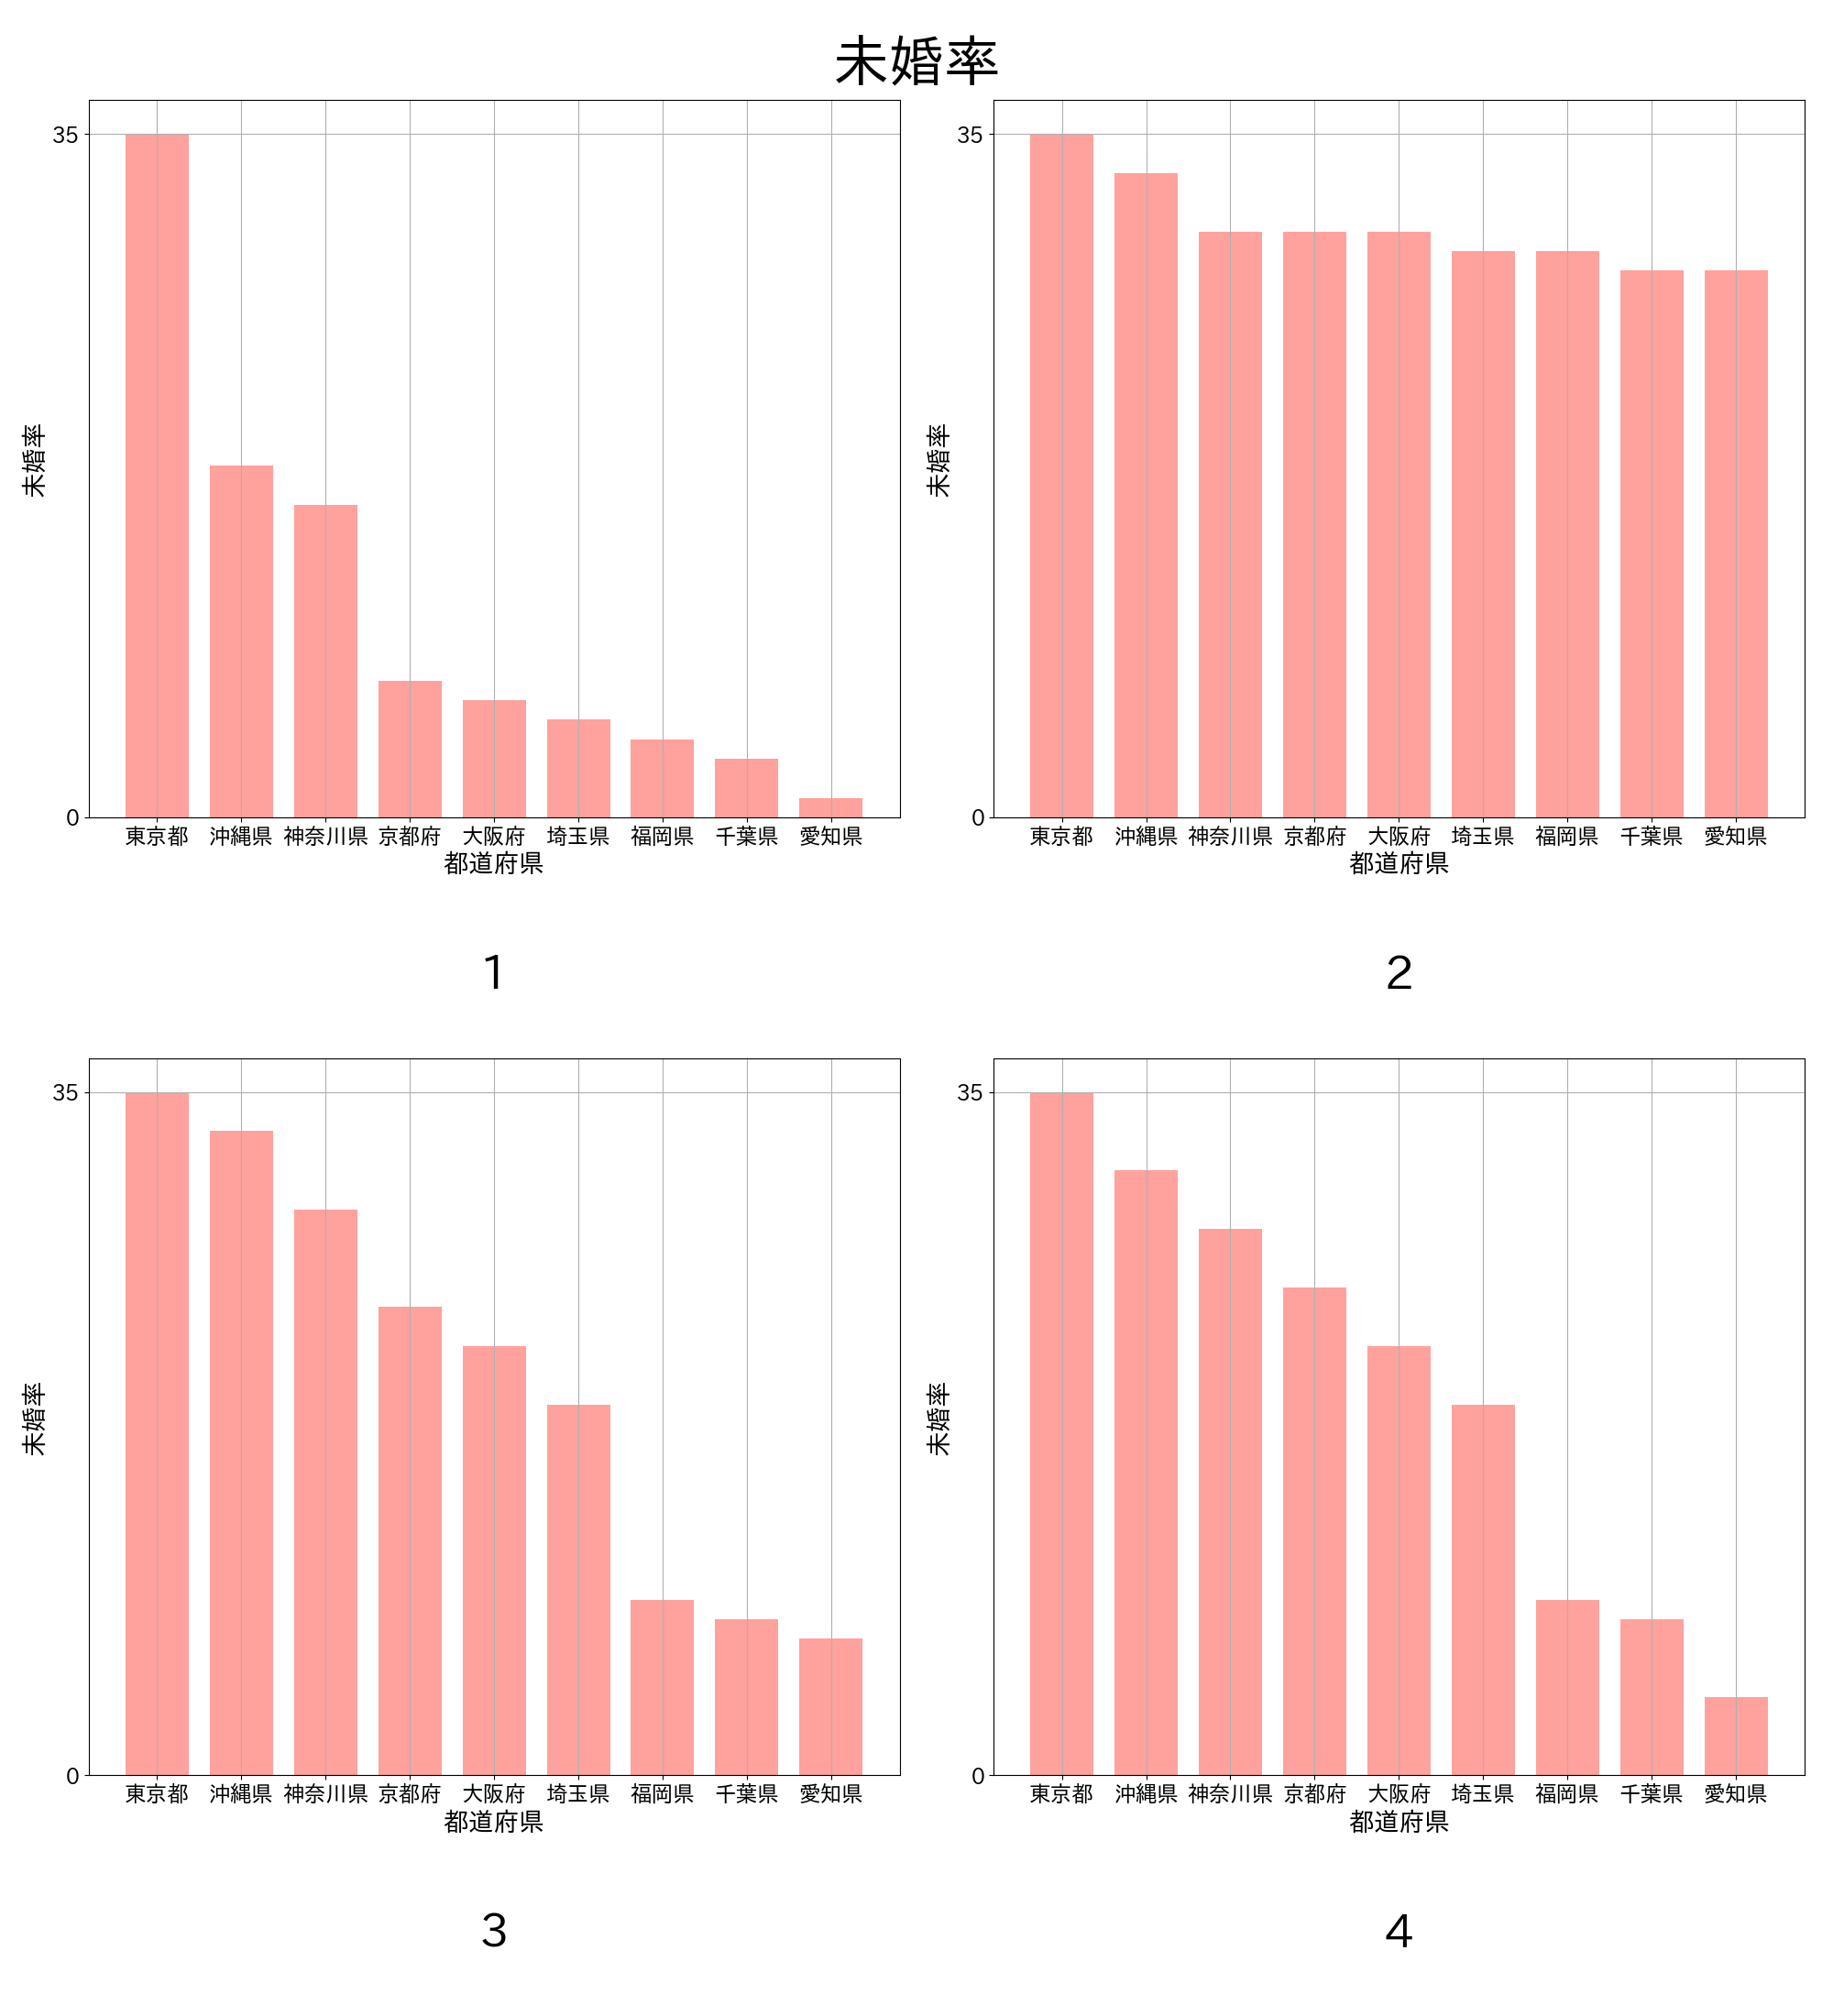 未婚率
35
0
未婚率
東京都 沖縄県 神奈川県 京都府 大阪府 埼玉県 福岡県 千葉県 愛知県
都道府県
1
35
0
未婚率
東京都 沖縄県 神奈川県 京都府 大阪府 埼玉県 福岡県 千葉県 愛知県
都道府県
2
35
0
未婚率
東京都 沖縄県 神奈川県 京都府 大阪府 埼玉県 福岡県 千葉県 愛知県
都道府県
3
35
0
未婚率
東京都 沖縄県 神奈川県 京都府 大阪府 埼玉県 福岡県 千葉県 愛知県
都道府県
4